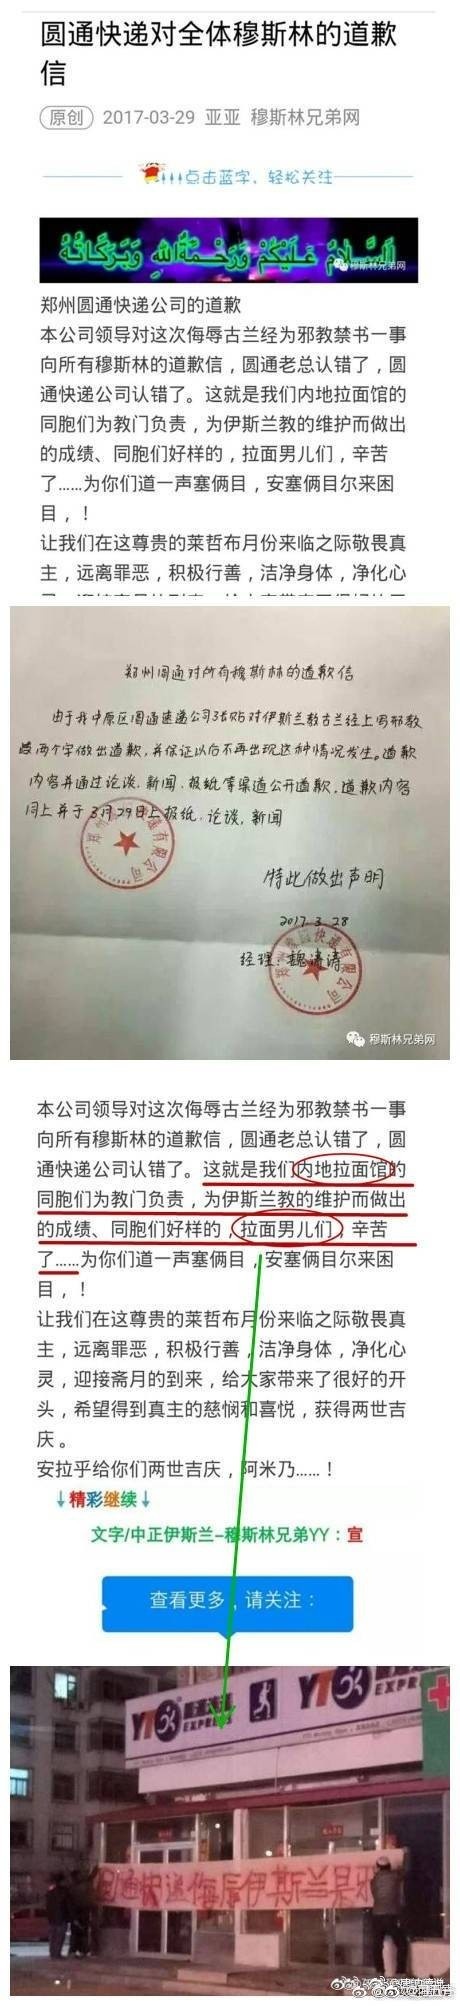 圆通快递对全体穆斯林的道歉
信
原创 2017-03-29 亚亚 穆斯林兄弟网
点击蓝字，轻松关注
اَلسَّلَامُ عَلَيْكُمْ وَرَحْمَةُ اللهِ وَبَرَكَاتُهُ
穆斯林兄弟网
郑州圆通快递公司的道歉
本公司领导对这次侮辱古兰经为邪教禁书一事
向所有穆斯林的道歉信，圆通老总认错了，圆
通快递公司认错了。这就是我们内地拉面馆的
同胞们为教门负责，为伊斯兰教的维护而做出
的成绩、同胞们好样的，拉面男儿们，辛苦
了……为你们道一声塞俩目，安塞俩目尔来困
目，！
让我们在这尊贵的莱哲布月份来临之际敬畏真
主，远离罪恶，积极行善，洁净身体，净化心
郑州圆通对所有穆斯林的道歉信
由于我中原区圆通速递公司张贴对伊斯兰教古兰经上写邪教
两个字做出道歉，并保证以后不再出现这种情况发生。道歉
内容并通过论谈、新闻、报纸等渠道公开道歉。道歉内容
同上并于3月29日上报纸、论谈、新闻
特此做出声明
2017.3.28
经理：魏潇涛
穆斯林兄弟网
本公司领导对这次侮辱古兰经为邪教禁书一事
向所有穆斯林的道歉信，圆通老总认错了，圆
通快递公司认错了。这就是我们内地拉面馆的
同胞们为教门负责，为伊斯兰教的维护而做出
的成绩、同胞们好样的，拉面男儿们，辛苦
了……为你们道一声塞俩目，安塞俩目尔来困
目，！
让我们在这尊贵的莱哲布月份来临之际敬畏真
主，远离罪恶，积极行善，洁净身体，净化心
灵，迎接斋月的到来，给大家带来了很好的开
头，希望得到真主的慈悯和喜悦，获得两世吉
庆。
安拉乎给你们两世吉庆，阿米乃……！
↓精彩继续↓
文字/中正伊斯兰-穆斯林兄弟YY：宣
查看更多，请关注：
YTO EXPRESS
YTO EXPRE
圆通快递侮辱伊斯兰是邪